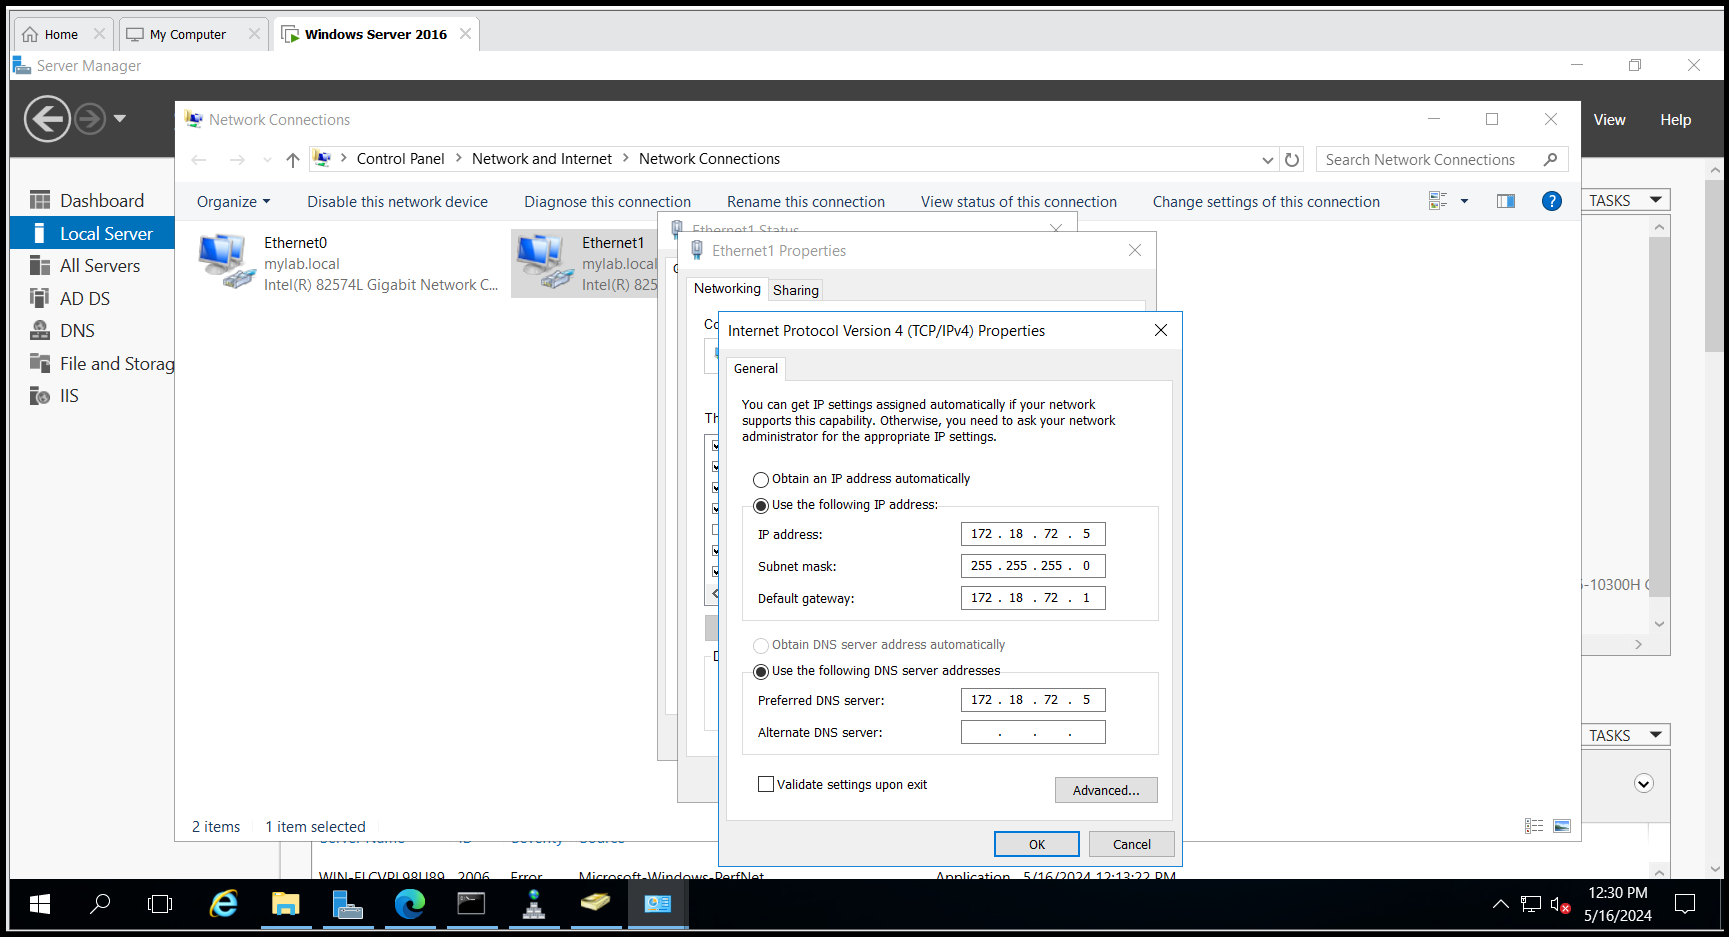 Home
My Computer
Windows Server 2016
Server Manager
View
Help
Network Connections
Control Panel
Network and Internet
Network Connections
Search Network Connections
Organize
Disable this network device
Diagnose this connection
Rename this connection
View status of this connection
Change settings of this connection
TASKS
Dashboard
Local Server
All Servers
AD DS
DNS
File and Storag
IIS
Ethernet0
mylab.local
Intel(R) 82574L Gigabit Network C...
Ethernet1
mylab.local
Intel(R) 825
Ethernet1 Status
Ethernet1 Properties
Networking
Sharing
Internet Protocol Version 4 (TCP/IPv4) Properties
General
You can get IP settings assigned automatically if your network
supports this capability. Otherwise, you need to ask your network
administrator for the appropriate IP settings.
Obtain an IP address automatically
Use the following IP address:
IP address:
172 . 18 . 72 . 5
Subnet mask:
255 . 255 . 255 . 0
Default gateway:
172 . 18 . 72 . 1
Obtain DNS server address automatically
Use the following DNS server addresses
Preferred DNS server:
172 . 18 . 72 . 5
Alternate DNS server:
. . .
Validate settings upon exit
Advanced...
OK
Cancel
-10300H
TASKS
2 items
1 item selected
2006
Error
Microsoft-Windows-PerfNet
Application
5/16/2024 12:13:22 PM
12:30 PM
5/16/2024